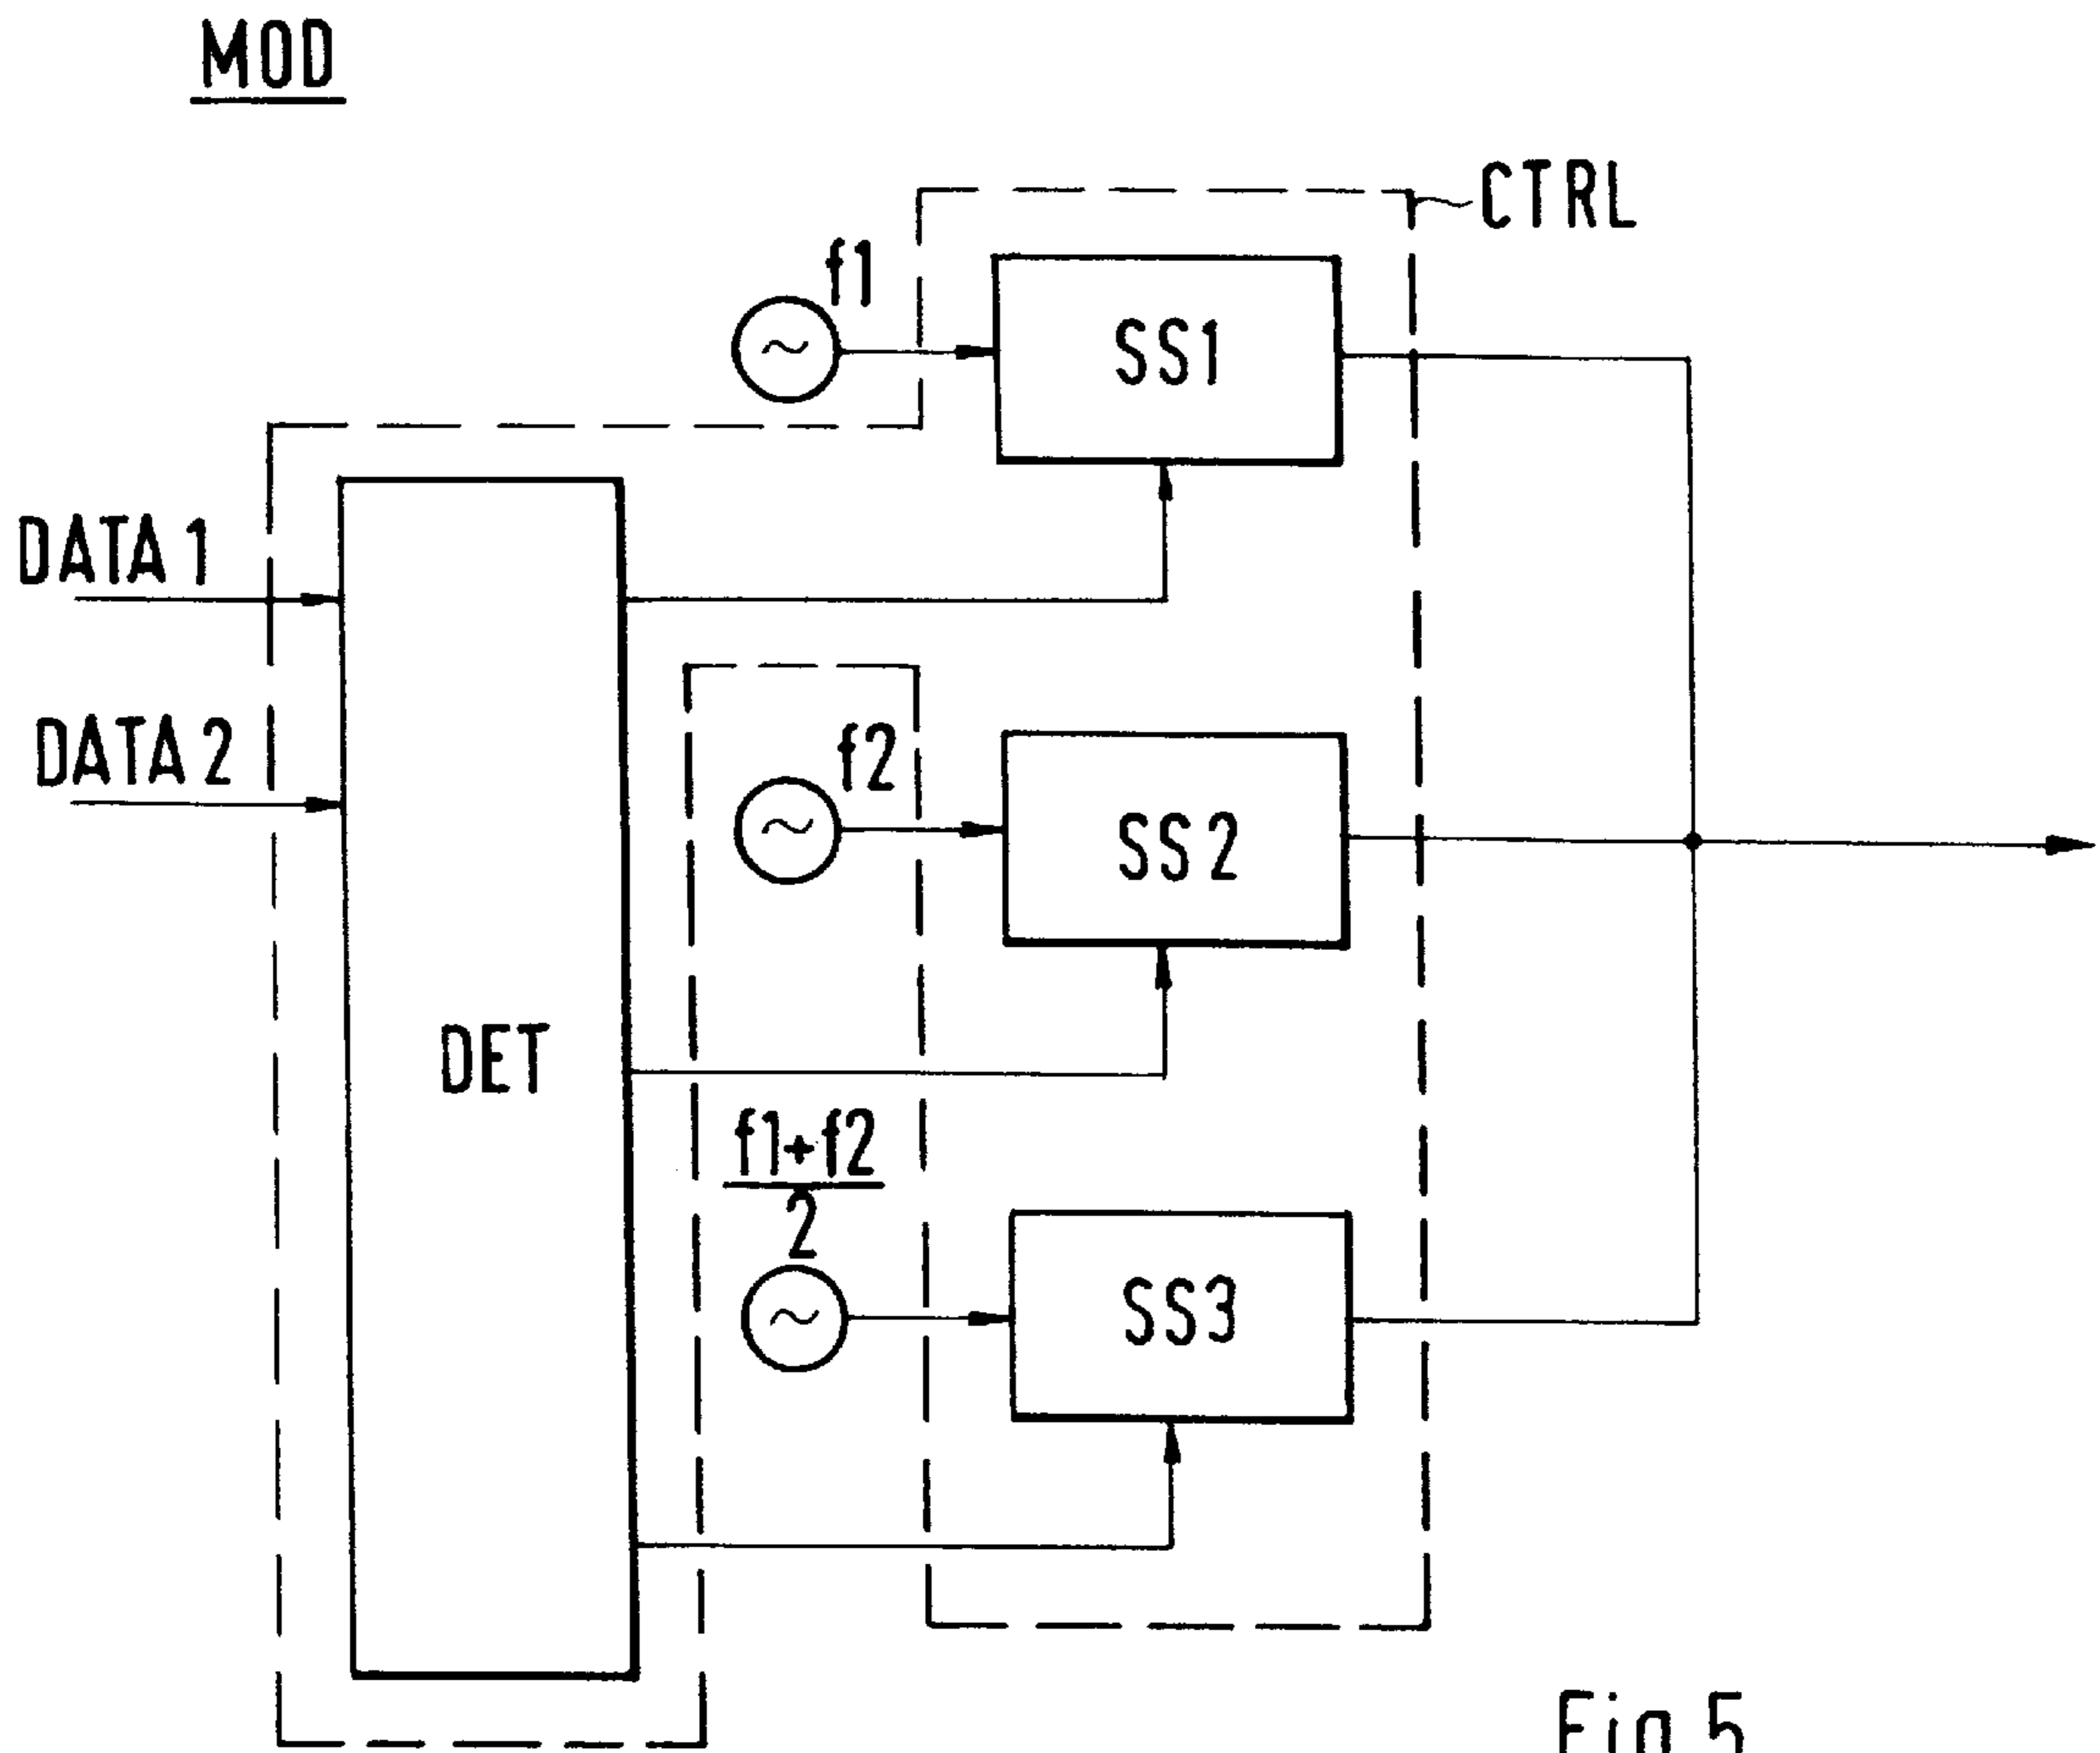 MOD
CTRL
f1
SS1
DATA 1
DATA 2
f2
SS2
DET
f1+f2
2
SS3
Fig. 5